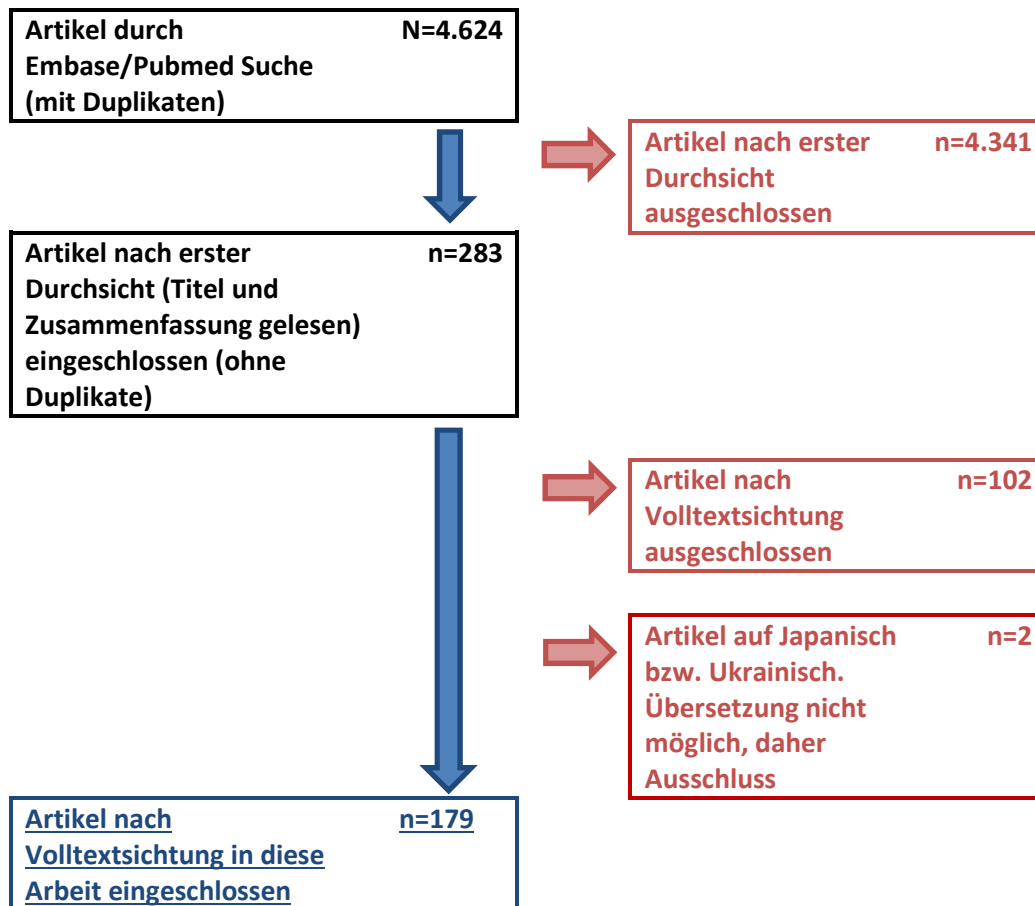 Artikel durch N=4.624
Embase/Pubmed Suche
(mit Duplikaten)
Artikel nach erster n=4.341
Durchsicht
ausgeschlossen
Artikel nach erster n=283
Durchsicht (Titel und
Zusammenfassung gelesen)
eingeschlossen (ohne
Duplikate)
Artikel nach n=102
Volltextsichtung
ausgeschlossen
Artikel auf Japanisch n=2
bzw. Ukrainisch.
Übersetzung nicht
möglich, daher
Ausschluss
Artikel nach n=179
Volltextsichtung in diese
Arbeit eingeschlossen